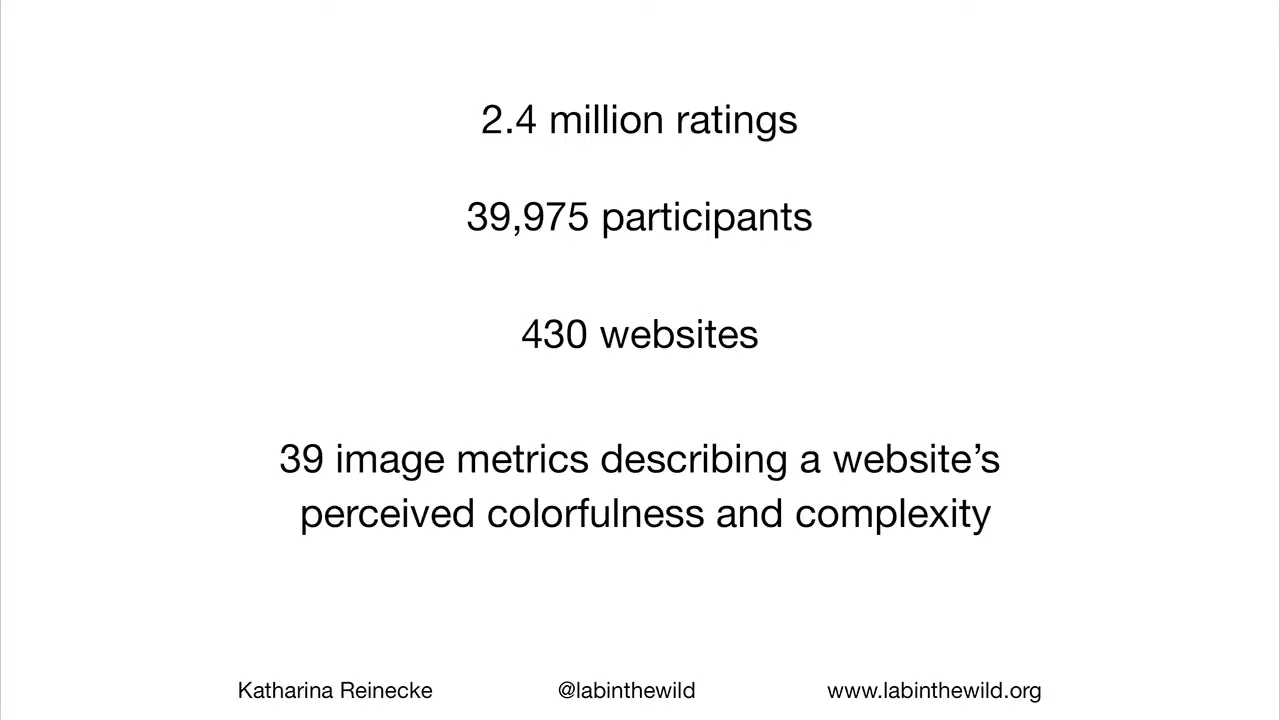 2.4 million ratings
39,975 participants
430 websites
39 image metrics describing a website’s
perceived colorfulness and complexity
Katharina Reinecke @labinthewild www.labinthewild.org